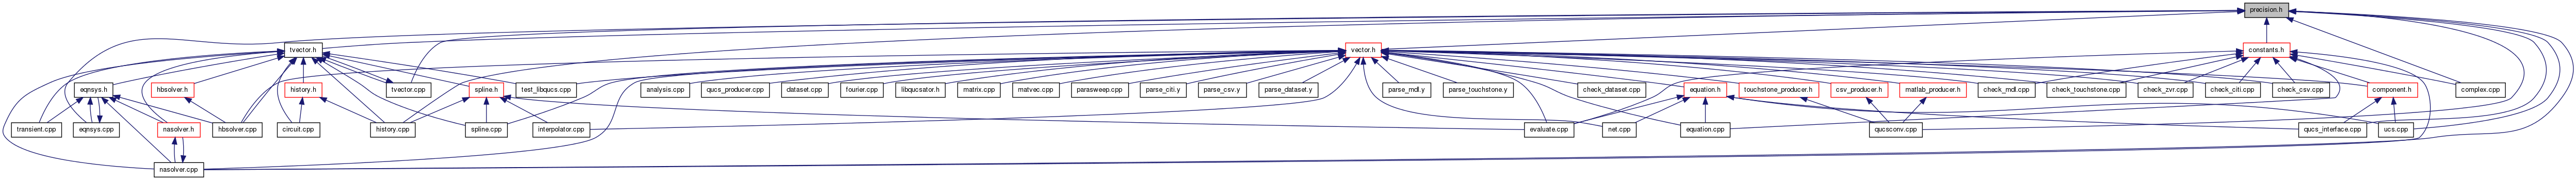 precision.h
tvector.h
vector.h
constants.h
eqnsys.h
hbsolver.h
history.h
tvector.cpp
spline.h
test_libqucs.cpp
analysis.cpp
qucs_producer.cpp
dataset.cpp
fourier.cpp
libqucsator.h
matrix.cpp
matvec.cpp
parasweep.cpp
parse_citi.y
parse_csv.y
parse_dataset.y
parse_mdl.y
parse_touchstone.y
check_dataset.cpp
equation.h
touchstone_producer.h
csv_producer.h
matlab_producer.h
check_mdl.cpp
check_touchstone.cpp
check_zvr.cpp
check_citi.cpp
check_csv.cpp
component.h
complex.cpp
transient.cpp
eqnsys.cpp
nasolver.h
hbsolver.cpp
circuit.cpp
history.cpp
spline.cpp
interpolator.cpp
evaluate.cpp
net.cpp
equation.cpp
qucsconv.cpp
qucs_interface.cpp
ucs.cpp
nasolver.cpp